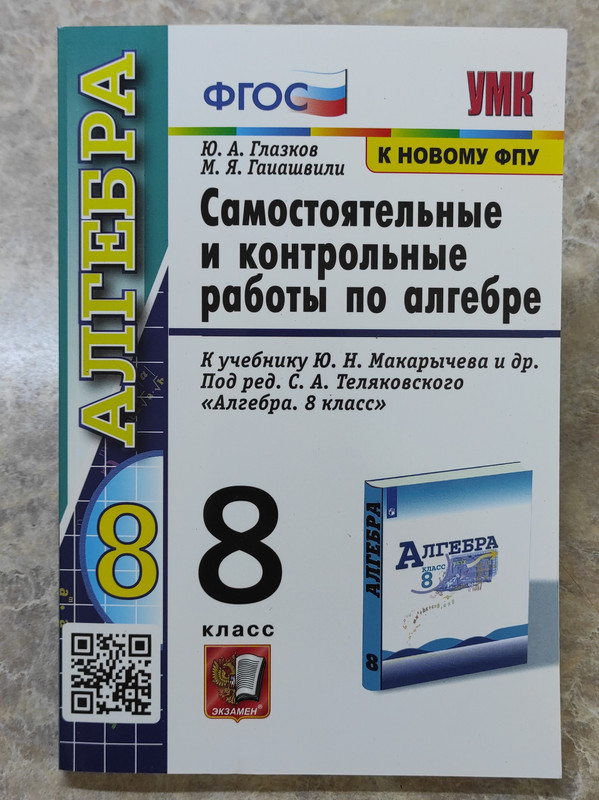 ФГОС
УМК
Ю. А. Глазков
М. Я. Гаиашвили
К НОВОМУ ФПУ
Самостоятельные
и контрольные
работы по алгебре
К учебнику Ю. Н. Макарычева и др.
Под ред. С. А. Теляковского
«Алгебра. 8 класс»
8
класс
ЭКЗАМЕН
АЛГЕБРА
8
АЛГЕБРА
8
АЛГЕБРА
КЛАСС
8